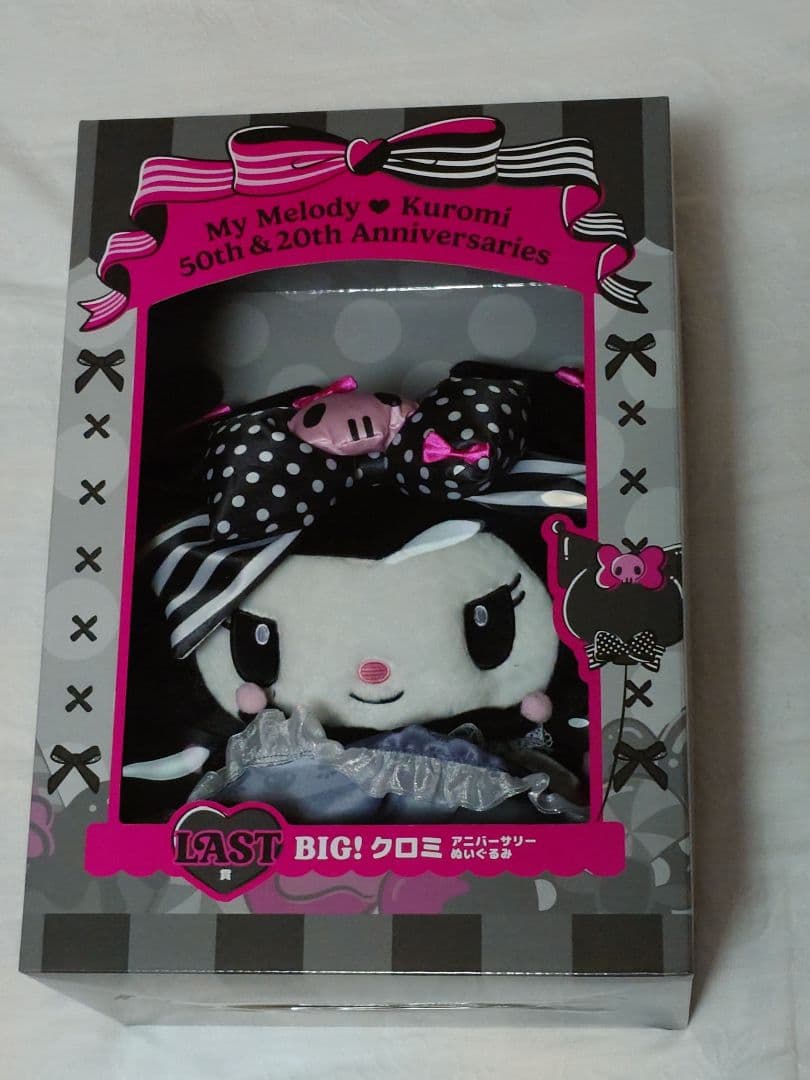 My Melody ♥ Kuromi
50th & 20th Anniversaries
LAST
賞
BIG! クロミ
アニバーサリー
ぬいぐるみ